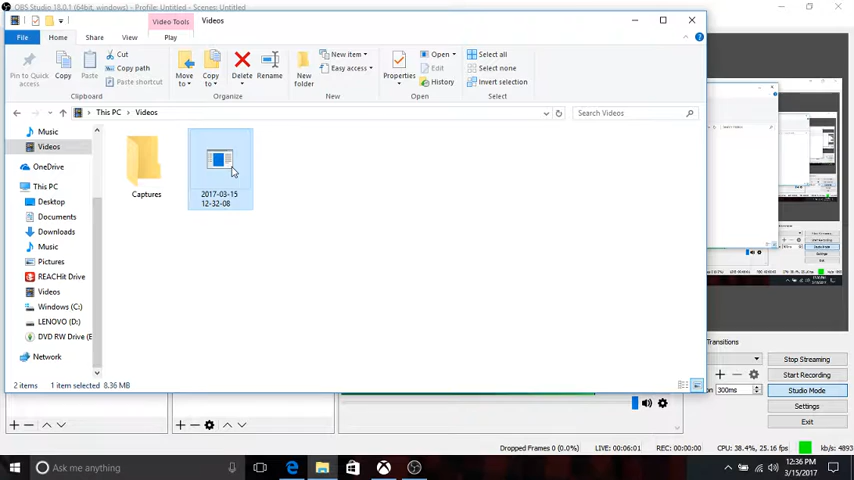 OBS Studio 18.0.1 (64bit, windows) - Profile: Untitled - Scenes: Untitled
Video Tools
Videos
File
Home
Share
View
Play
Pin to Quick
access
Copy
Paste
Cut
Copy path
Paste shortcut
Clipboard
Move
to
Copy
to
Delete
Rename
Organize
New
folder
New item
Easy access
New
Properties
Open
Edit
History
Open
Select all
Select none
Invert selection
Select
This PC
Videos
Search Videos
Music
Videos
OneDrive
This PC
Desktop
Documents
Downloads
Music
Pictures
REACHit Drive
Videos
Windows (C:)
LENOVO (D:)
DVD RW Drive (E
Network
Captures
2017-03-15
12-32-08
2 items
1 item selected 8.36 MB
Transitions
on
300ms
Stop Streaming
Start Recording
Studio Mode
Settings
Exit
Dropped Frames 0 (0.0%)
LIVE: 00:06:01
REC: 00:00:00
CPU: 38.4%, 25.16 fps
kb/s: 4893
Ask me anything
12:36 PM
3/15/2017